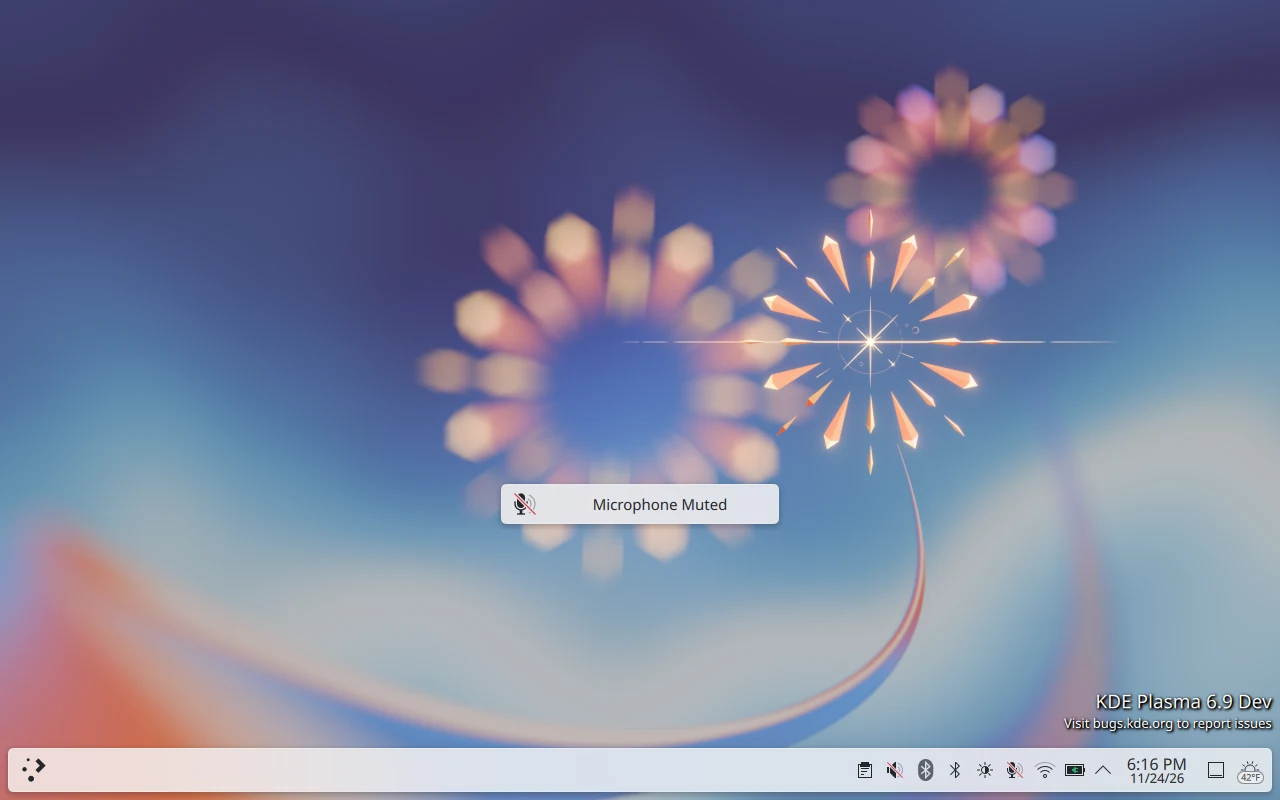 Microphone Muted
KDE Plasma 6.9 Dev
Visit bugs.kde.org to report issues
6:16 PM
11/24/26
42°F